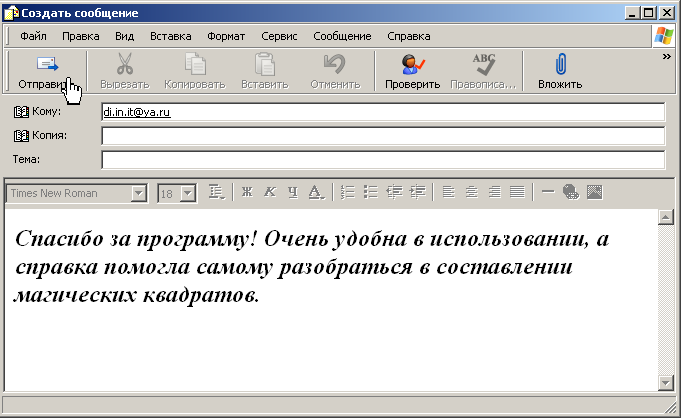 Создать сообщение
Файл Правка Вид Вставка Формат Сервис Сообщение Справка
»
Вырезать Копировать Вставить Отменить Проверить Правописа... Вложить
Кому: di.in.it@ya.ru
Копия:
Тема:
Times New Roman 18 Ж К Ч А
Спасибо за программу! Очень удобна в использовании, а
справка помогла самому разобраться в составлении
магических квадратов.